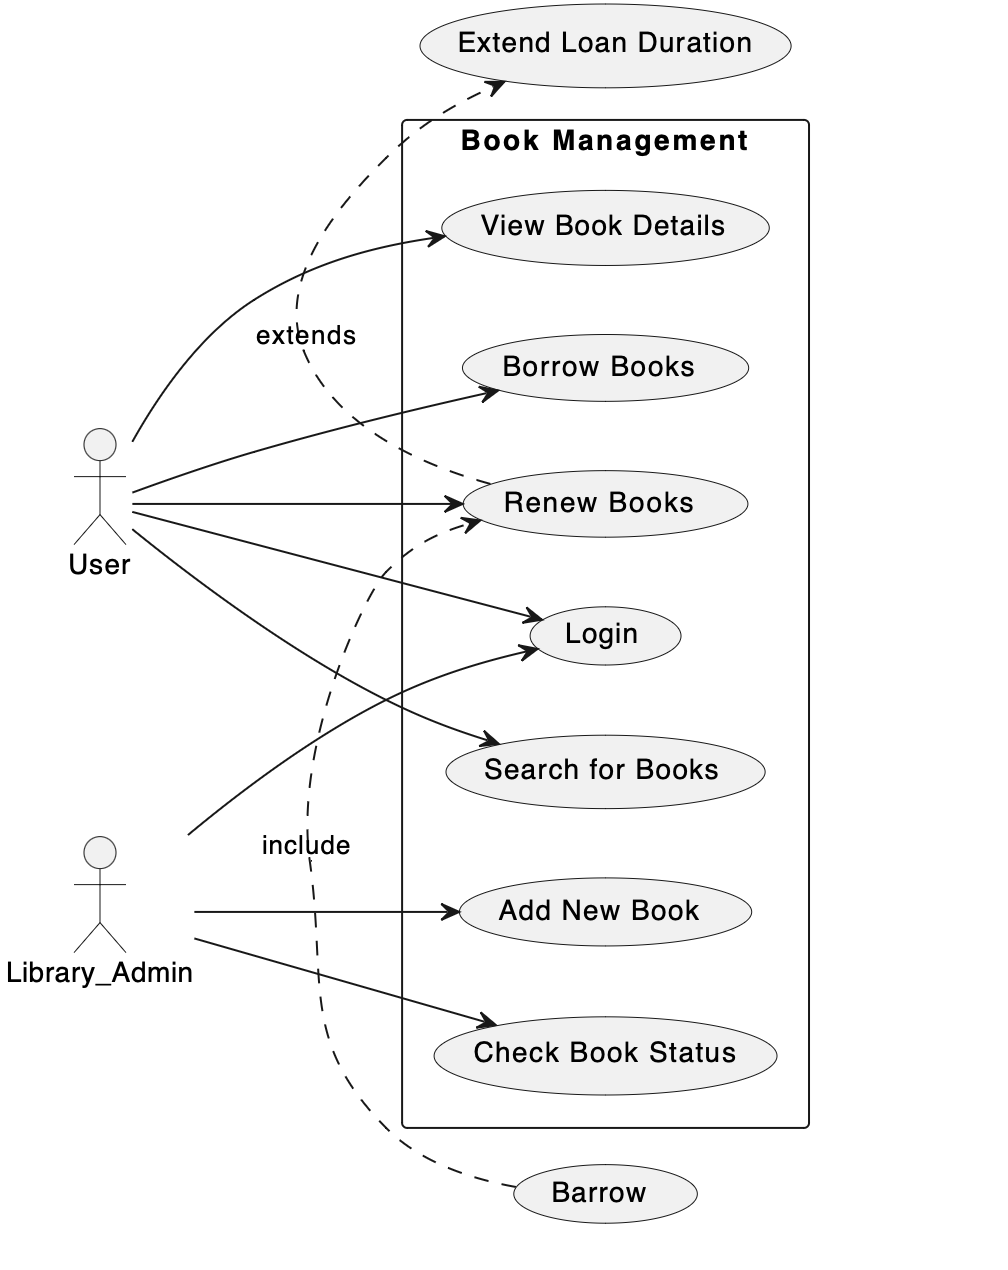 Extend Loan Duration
Book Management
View Book Details
extends
Borrow Books
Renew Books
User
Login
Search for Books
include
Add New Book
Library_Admin
Check Book Status
Barrow